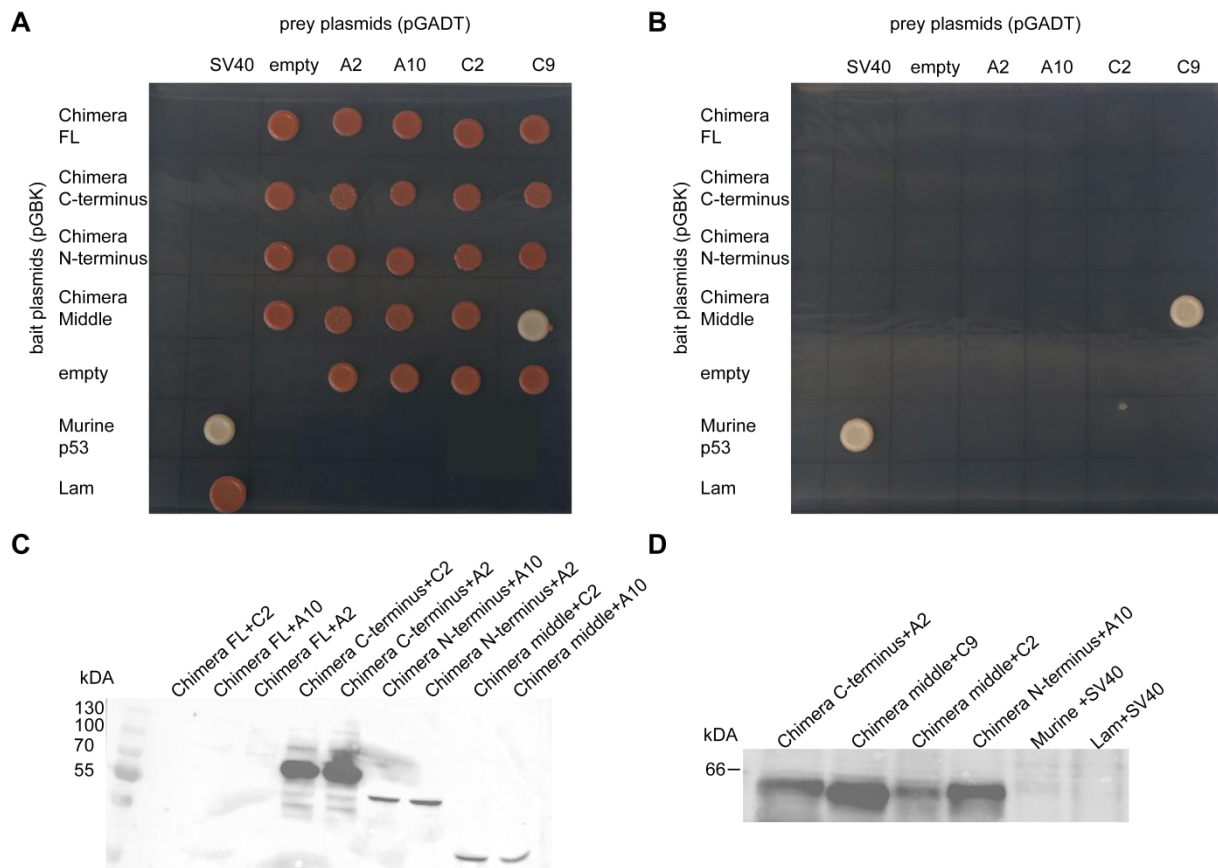 A
prey plasmids (pGADT)
SV40 empty A2 A10 C2 C9
bait plasmids (pGBK)
Chimera
FL
Chimera
C-terminus
Chimera
N-terminus
Chimera
Middle
empty
Murine
p53
Lam
B
prey plasmids (pGADT)
SV40 empty A2 A10 C2 C9
bait plasmids (pGBK)
Chimera
FL
Chimera
C-terminus
Chimera
N-terminus
Chimera
Middle
empty
Murine
p53
Lam
C
Chimera FL+C2
Chimera FL+A10
Chimera FL+A2
Chimera C-terminus+C2
Chimera C-terminus+A2
Chimera N-terminus+A10
Chimera N-terminus+A2
Chimera middle+C2
Chimera middle+A10
kDA
130
100
70
55
D
Chimera C-terminus+A2
Chimera middle+C9
Chimera middle+C2
Chimera N-terminus+A10
Murine +SV40
Lam+SV40
kDA
66